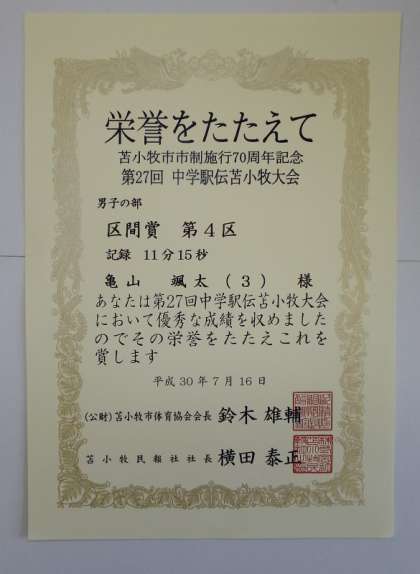 栄誉をたたえて
苫小牧市市制施行70周年記念
第27回 中学駅伝苫小牧大会
男子の部
区間賞 第4区
記録 11分15秒
亀山 颯太(3) 様
あなたは第27回中学駅伝苫小牧大会
において優秀な成績を収めました
のでその栄誉をたたえこれを
賞します
平成30年7月16日
(公財)苫小牧市体育協会会長 鈴木 雄輔
苫小牧民報社社長 横田 泰正